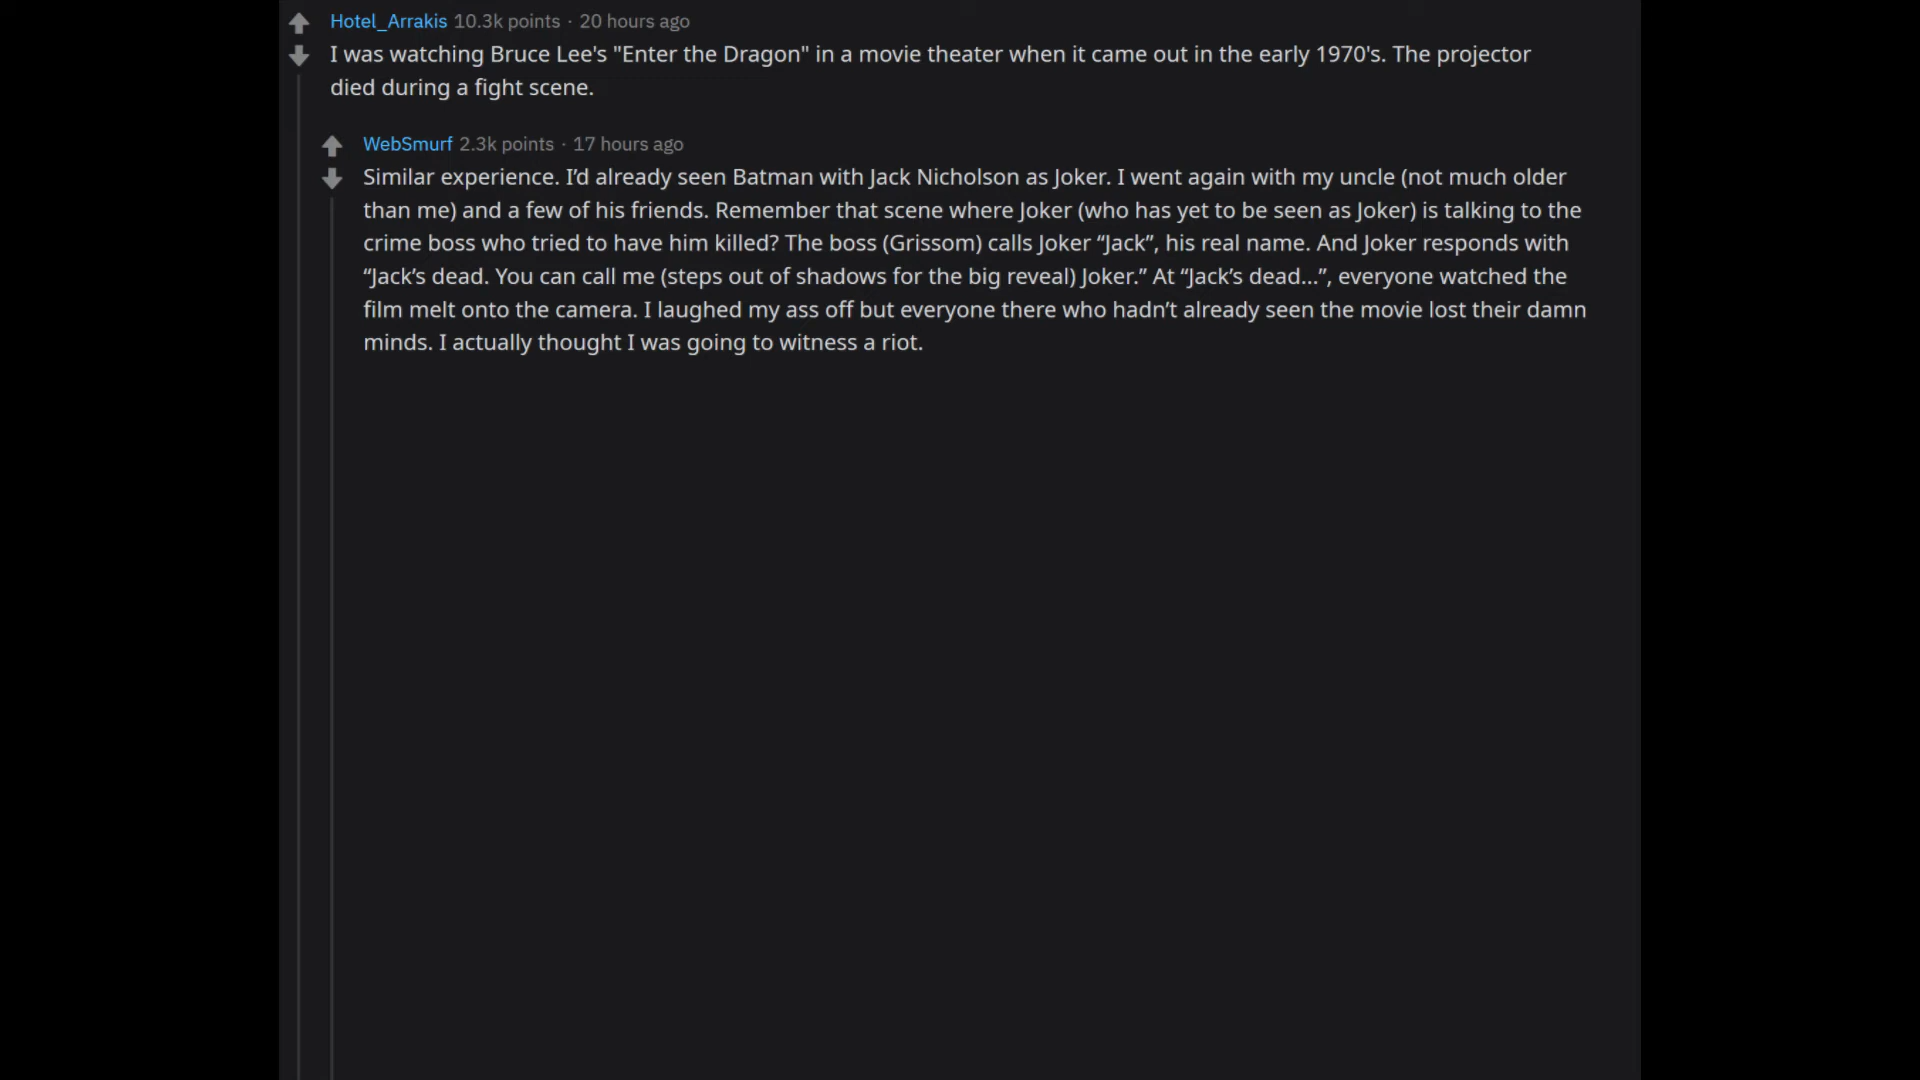 Hotel_Arrakis 10.3k points · 20 hours ago
I was watching Bruce Lee's "Enter the Dragon" in a movie theater when it came out in the early 1970's. The projector
died during a fight scene.
WebSmurf 2.3k points · 17 hours ago
Similar experience. I’d already seen Batman with Jack Nicholson as Joker. I went again with my uncle (not much older
than me) and a few of his friends. Remember that scene where Joker (who has yet to be seen as Joker) is talking to the
crime boss who tried to have him killed? The boss (Grissom) calls Joker “Jack”, his real name. And Joker responds with
“Jack’s dead. You can call me (steps out of shadows for the big reveal) Joker.” At “Jack’s dead...”, everyone watched the
film melt onto the camera. I laughed my ass off but everyone there who hadn’t already seen the movie lost their damn
minds. I actually thought I was going to witness a riot.